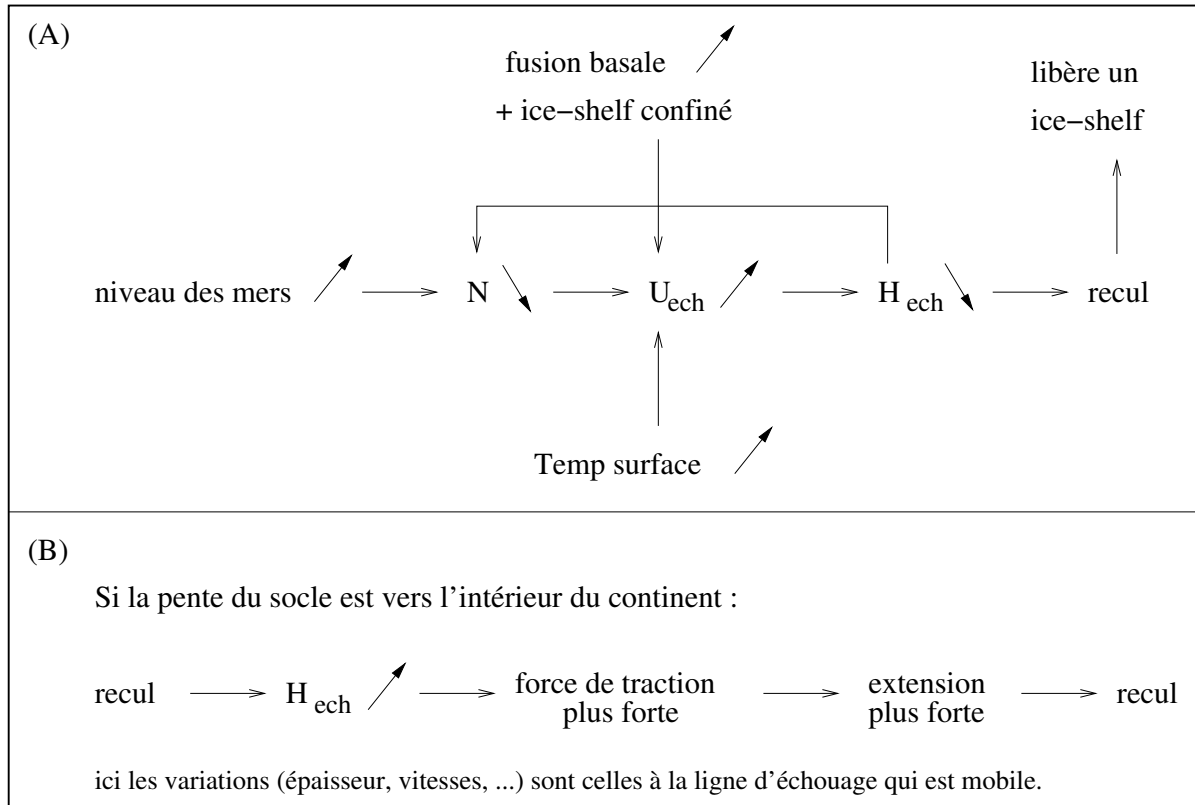 (A)
fusion basale
+ ice−shelf confiné
libère un
ice−shelf
niveau des mers
N
U ech
H ech
recul
Temp surface
(B)
Si la pente du socle est vers l'intérieur du continent :
recul
H ech
force de traction
plus forte
extension
plus forte
recul
ici les variations (épaisseur, vitesses, ...) sont celles à la ligne d'échouage qui est mobile.